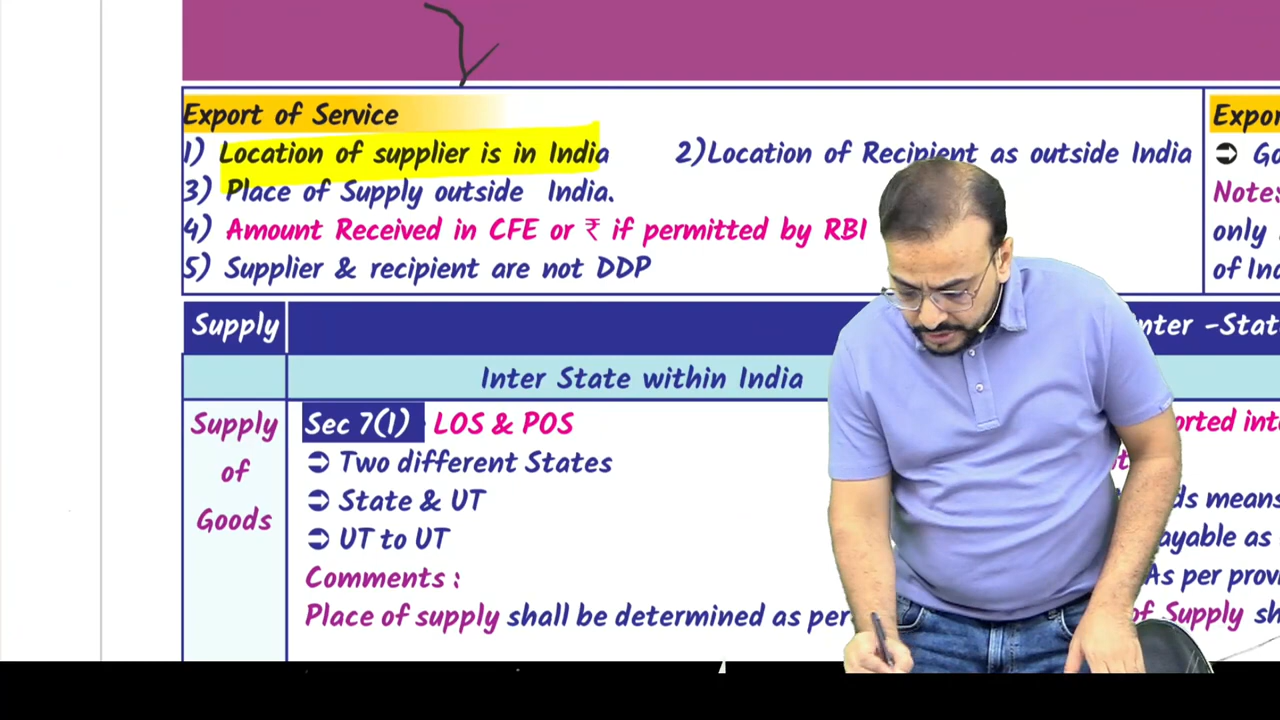 Export of Service
1) Location of supplier is in India 2)Location of Recipient as outside India
3) Place of Supply outside India.
4) Amount Received in CFE or ₹ if permitted by RBI
5) Supplier & recipient are not DDP
⊃ Go
Note:
only
of Ind
Supply
nter -Stat
Inter State within India
Supply
of
Goods
Sec 7(1) LOS & POS
⊃ Two different States
⊃ State & UT
⊃ UT to UT
Comments :
Place of supply shall be determined as per
orted int
ds means
ayable as
As per provi
of Supply sh